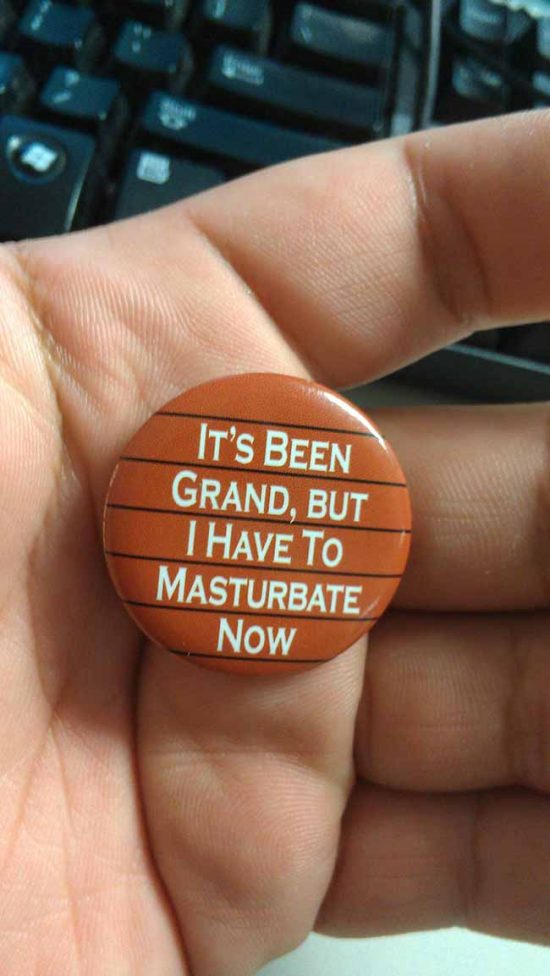 It's Been
Grand, but
I Have To
Masturbate
Now